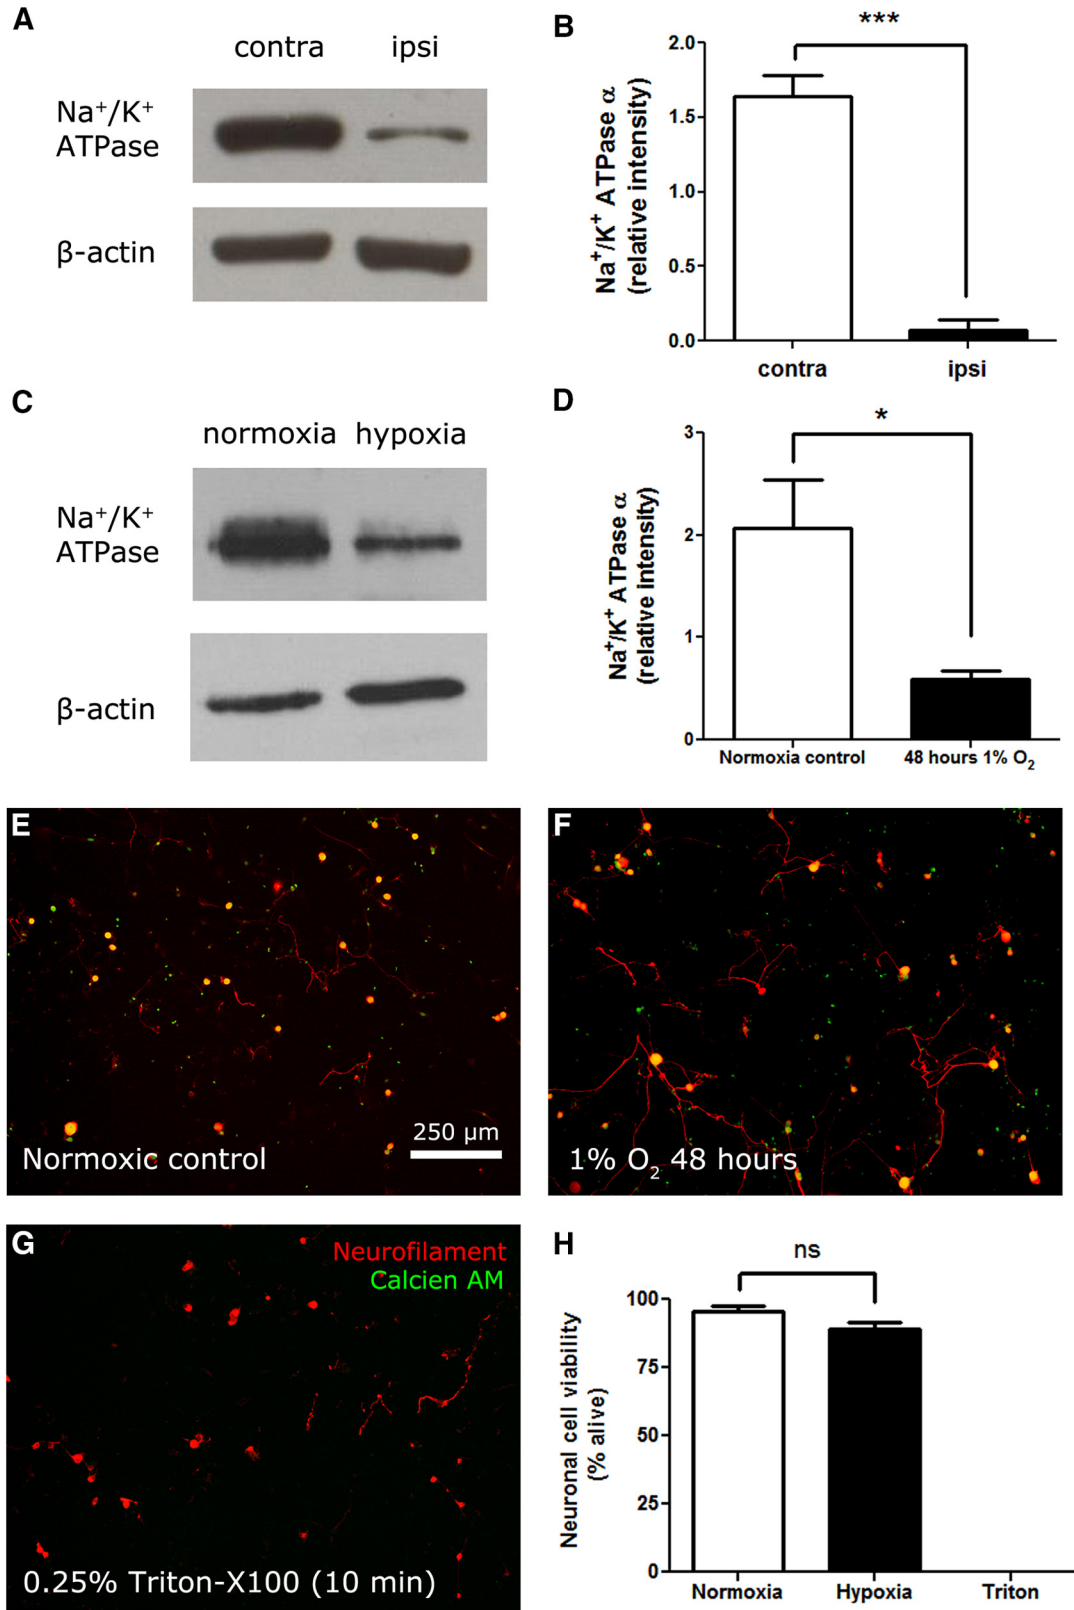 A
contra ipsi
Na⁺/K⁺
ATPase
β-actin
B
***
Na⁺/K⁺ ATPase α
(relative intensity)
2.0
1.5
1.0
0.5
0.0
contra ipsi
C
normoxia hypoxia
Na⁺/K⁺
ATPase
β-actin
D
*
Na⁺/K⁺ ATPase α
(relative intensity)
3
2
1
0
Normoxia control 48 hours 1% O₂
E
250 µm
Normoxic control
F
1% O₂ 48 hours
G
Neurofilament
Calcien AM
0.25% Triton-X100 (10 min)
H
ns
Neuronal cell viability
(% alive)
100
75
50
25
0
Normoxia Hypoxia Triton